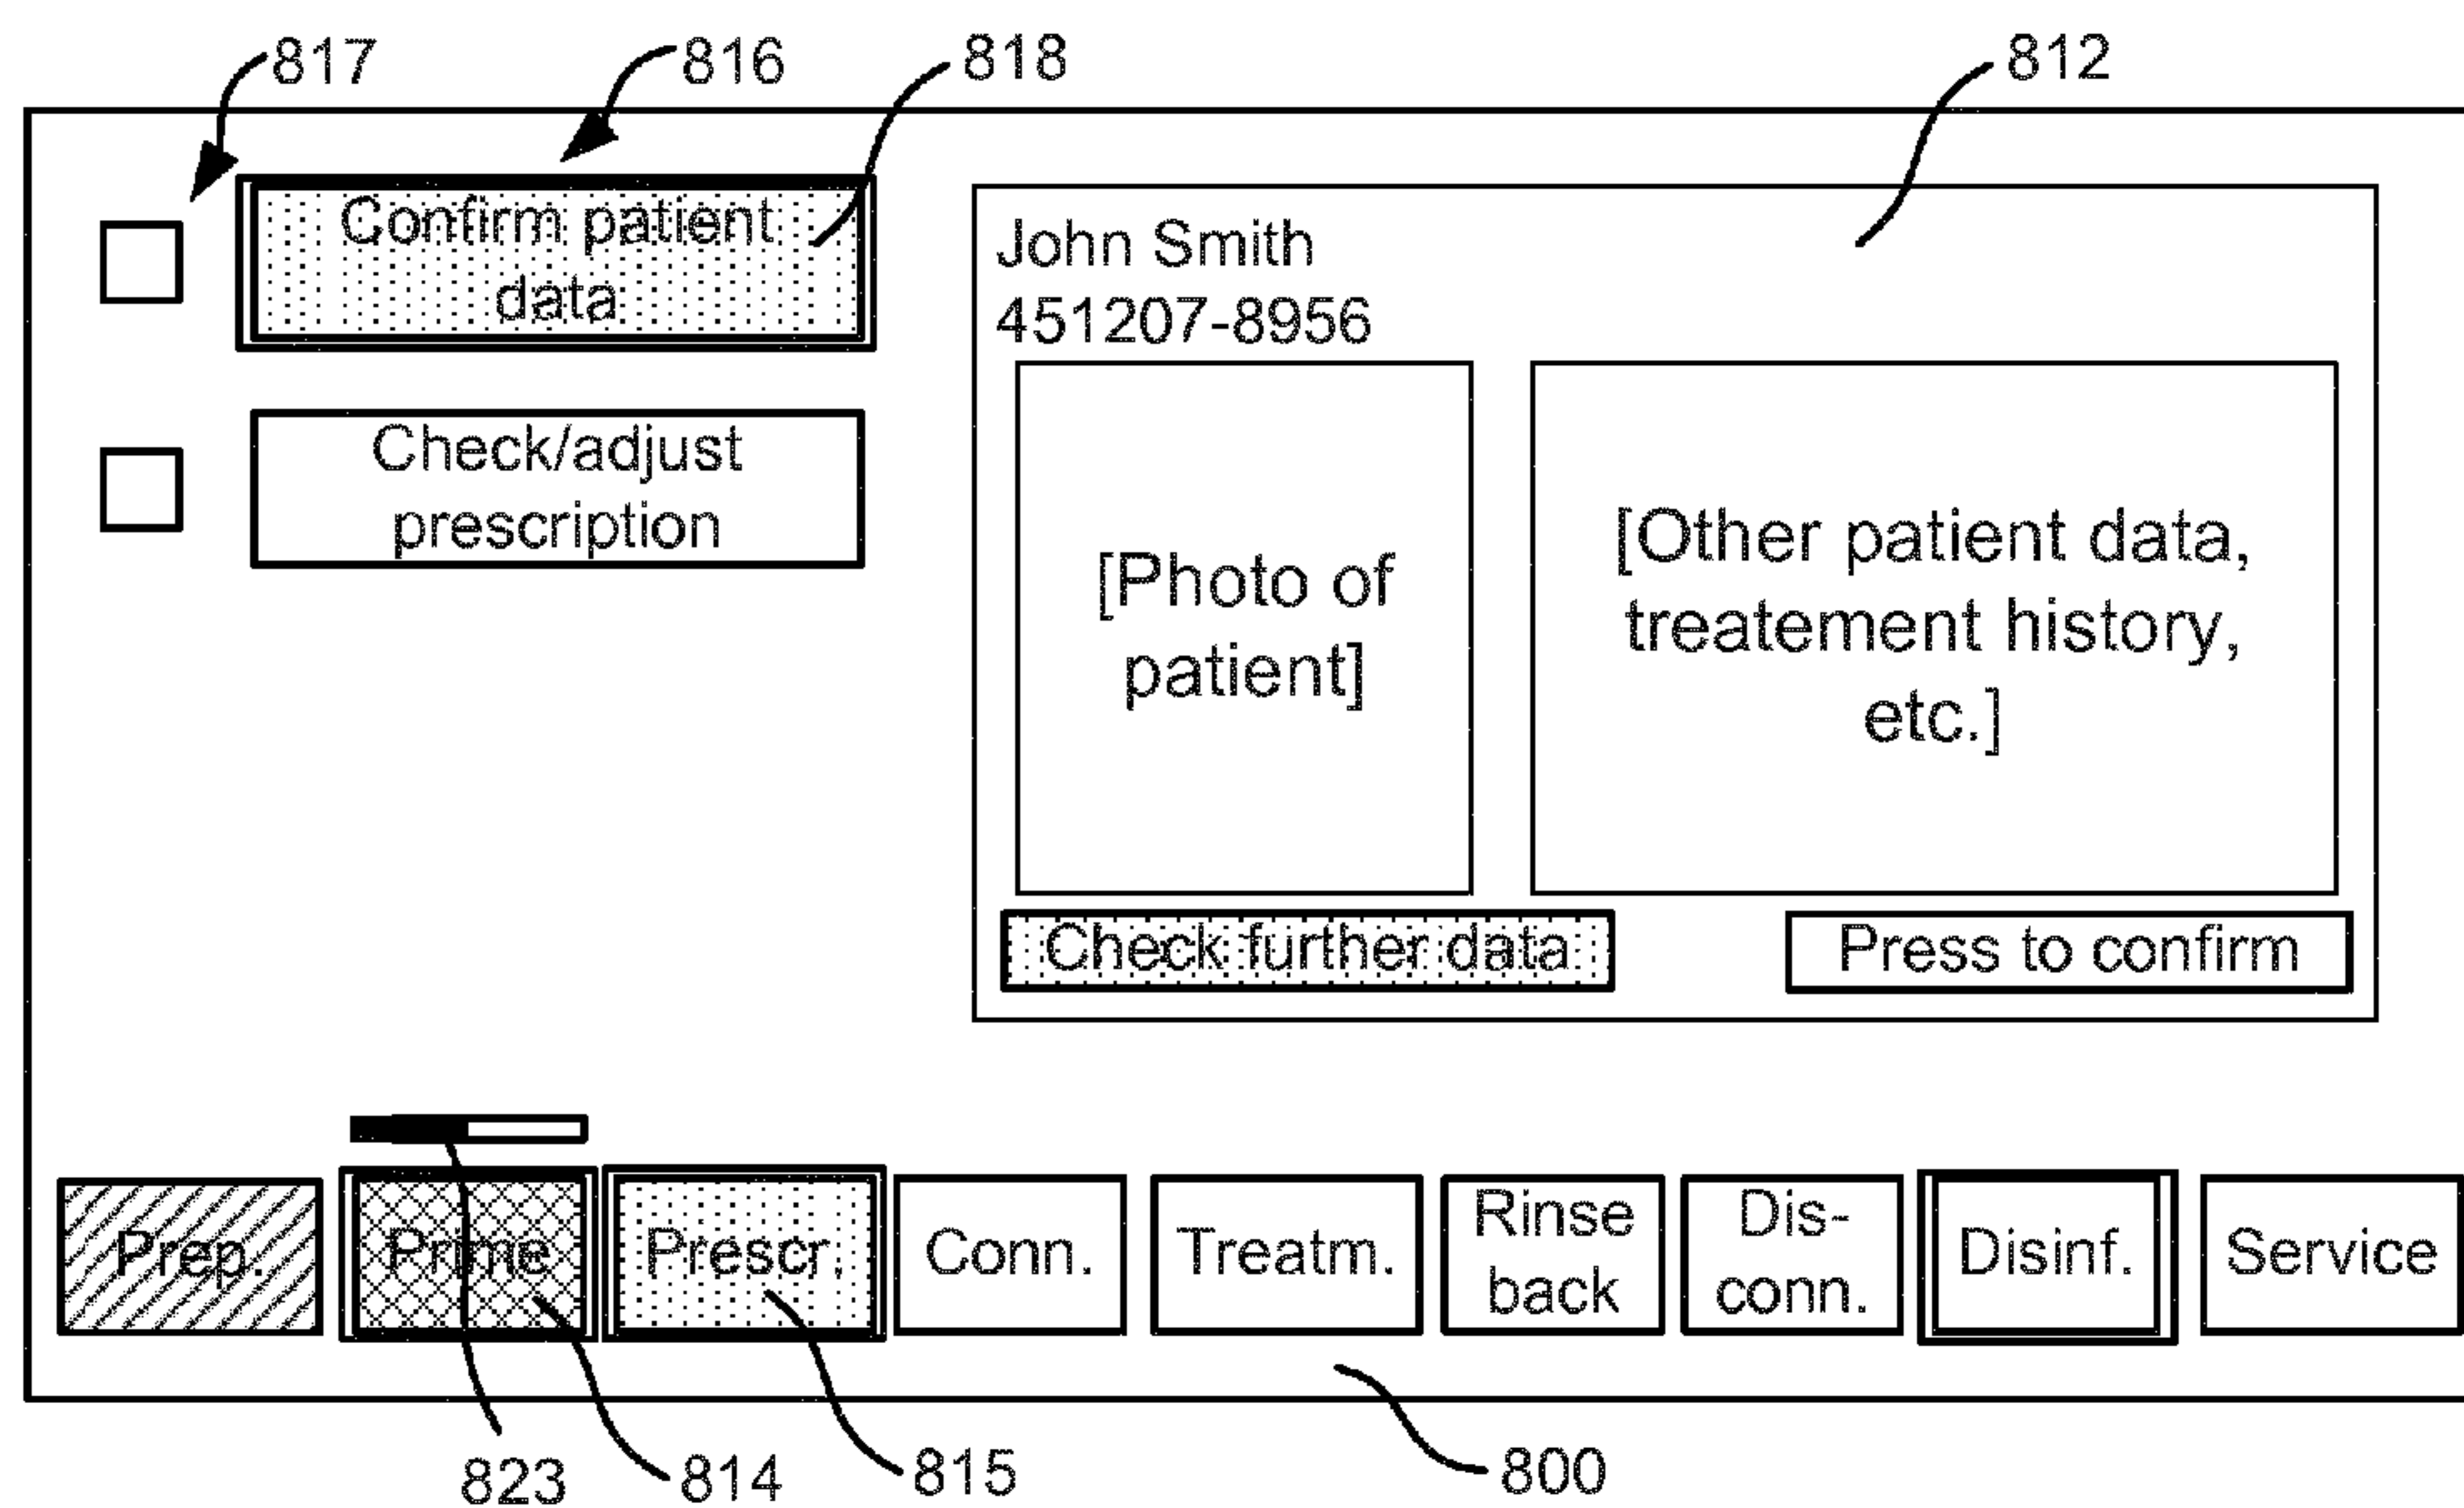 817
816
818
812
Confirm patient
data
John Smith
451207-8956
Check/adjust
prescription
[Photo of
patient]
[Other patient data,
treatement history,
etc.]
Check further data
Press to confirm
Prep.
Prime
Prescr.
Conn.
Treatm.
Rinse
back
Dis-
conn.
Disinf.
Service
823
814
815
800